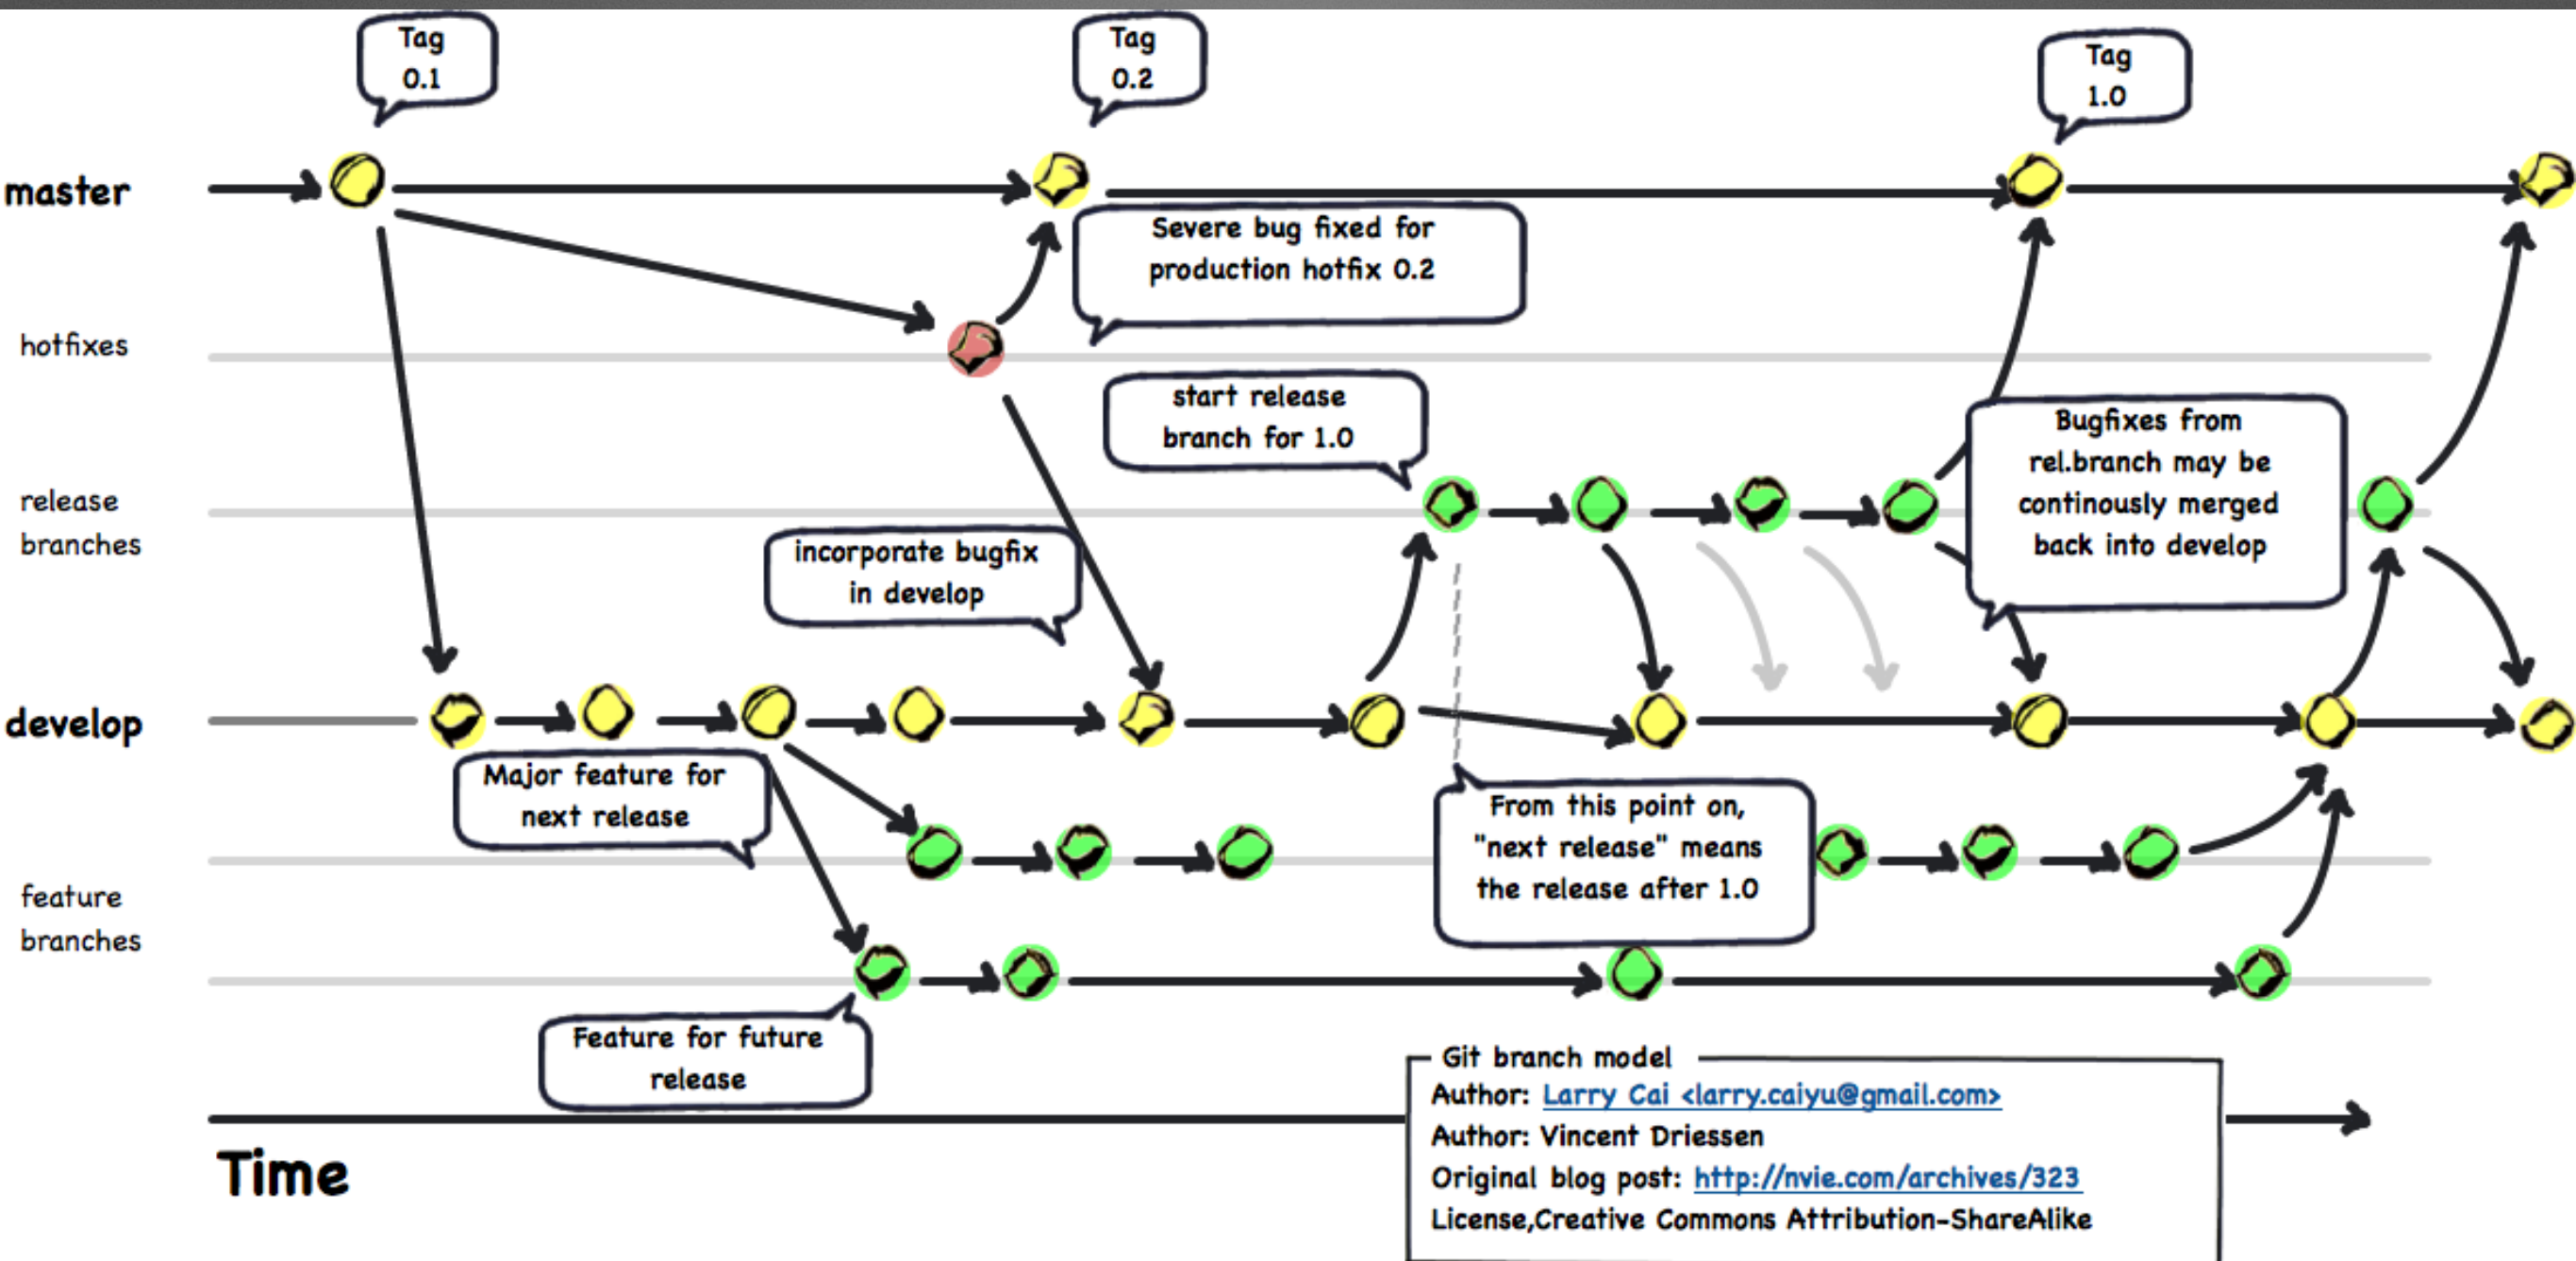 Tag
0.1
Tag
0.2
Tag
1.0
master
Severe bug fixed for
production hotfix 0.2
hotfixes
start release
branch for 1.0
Bugfixes from
rel.branch may be
continously merged
back into develop
release
branches
incorporate bugfix
in develop
develop
Major feature for
next release
From this point on,
"next release" means
the release after 1.0
feature
branches
Feature for future
release
Git branch model
Author: Larry Cai <larry.caiyu@gmail.com>
Author: Vincent Driessen
Original blog post: http://nvie.com/archives/323
License,Creative Commons Attribution-ShareAlike
Time